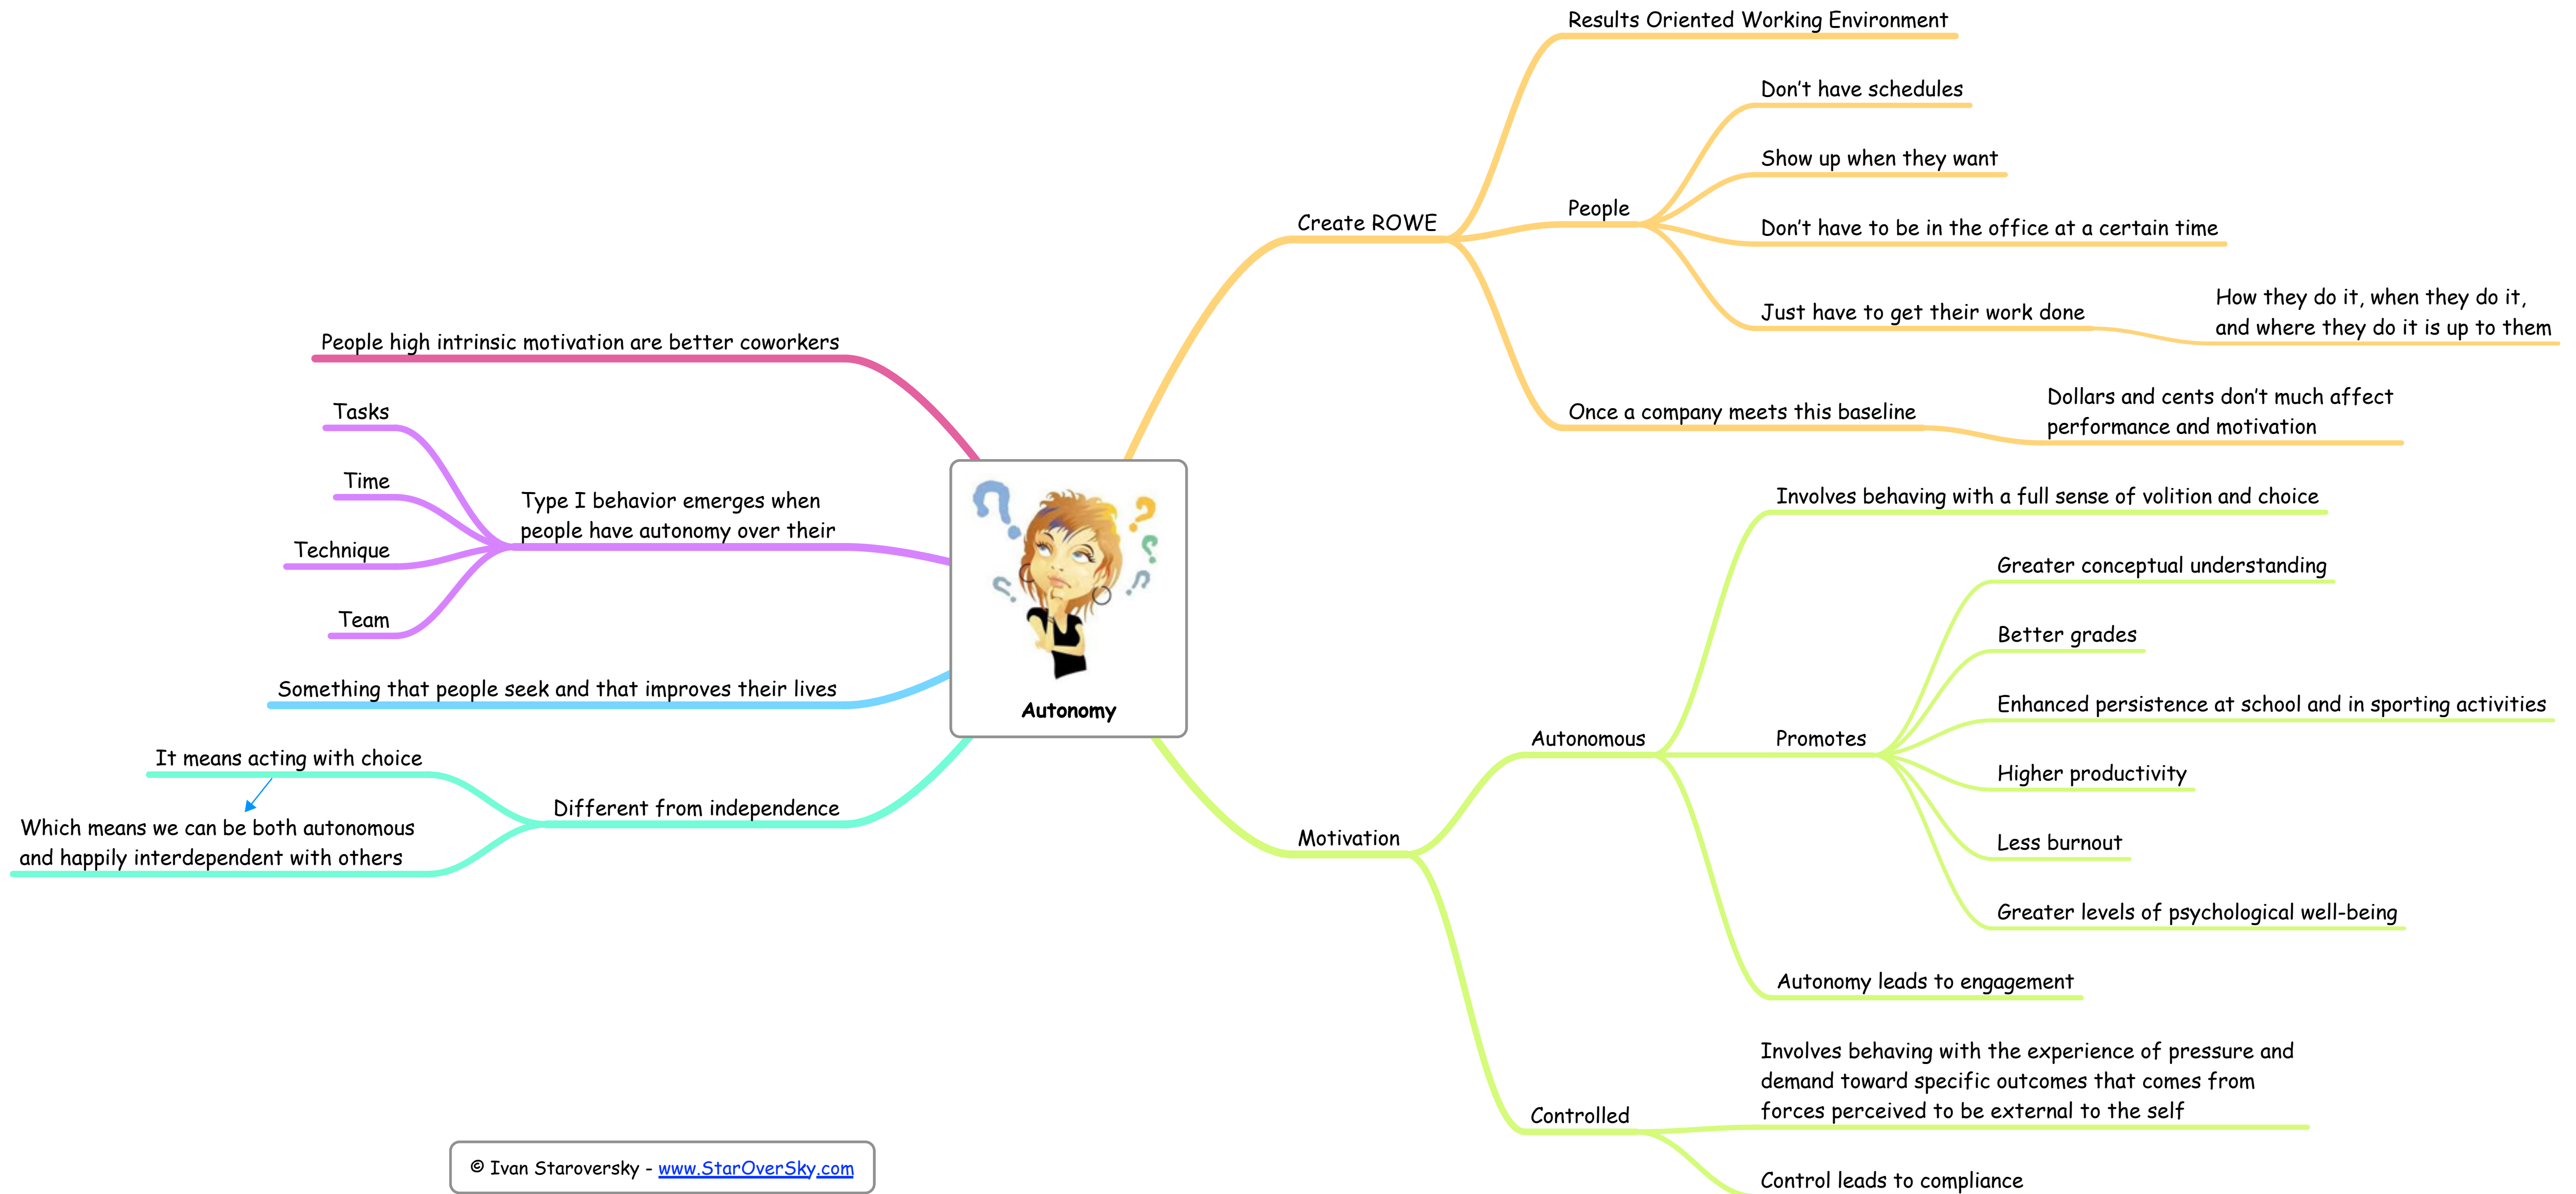 Results Oriented Working Environment
Don't have schedules
Show up when they want
People
Create ROWE
Don't have to be in the office at a certain time
Just have to get their work done
How they do it, when they do it,
and where they do it is up to them
Once a company meets this baseline
Dollars and cents don't much affect
performance and motivation
People high intrinsic motivation are better coworkers
Tasks
Time
Technique
Team
Type I behavior emerges when
people have autonomy over their
Something that people seek and that improves their lives
It means acting with choice
Which means we can be both autonomous
and happily interdependent with others
Different from independence
Autonomy
Motivation
Autonomous
Involves behaving with a full sense of volition and choice
Promotes
Greater conceptual understanding
Better grades
Enhanced persistence at school and in sporting activities
Higher productivity
Less burnout
Greater levels of psychological well-being
Autonomy leads to engagement
Controlled
Involves behaving with the experience of pressure and
demand toward specific outcomes that comes from
forces perceived to be external to the self
Control leads to compliance
© Ivan Staroversky - www.StarOverSky.com